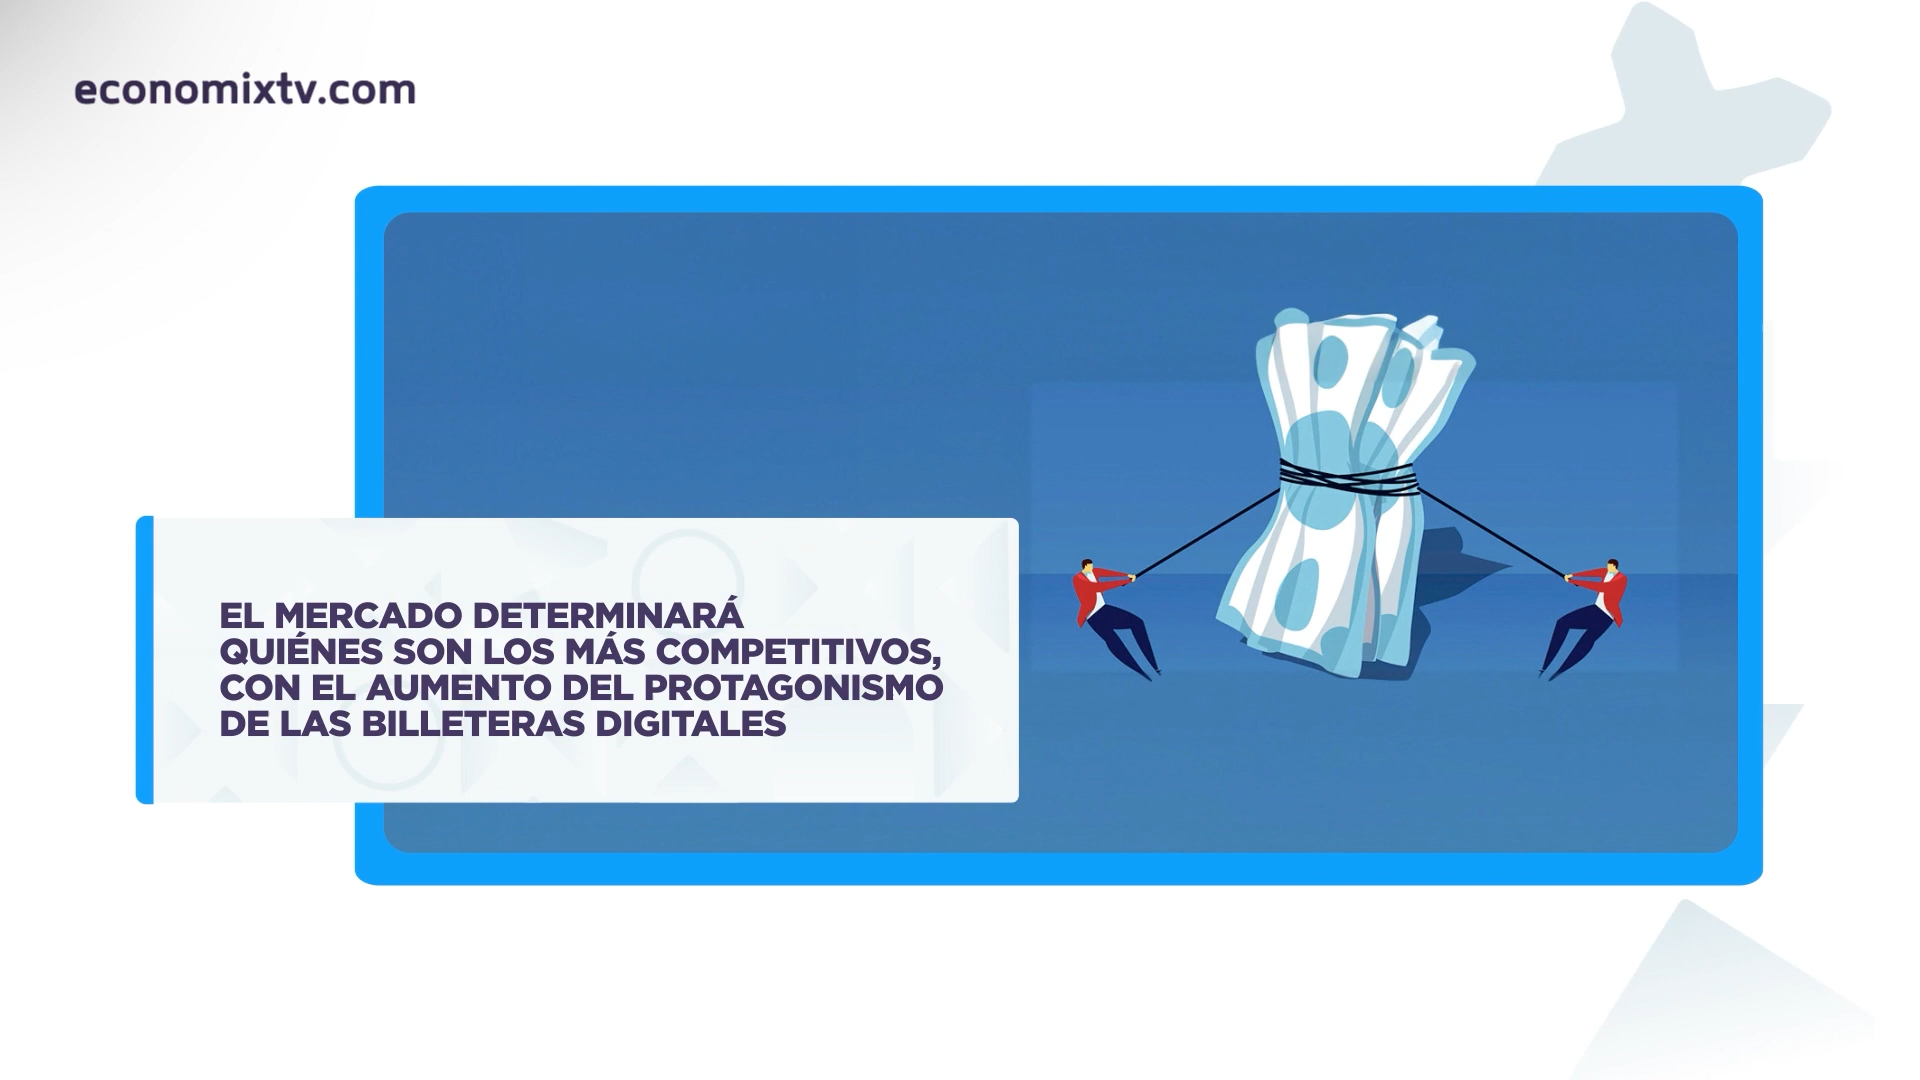 economixtv.com
EL MERCADO DETERMINARÁ
QUIÉNES SON LOS MÁS COMPETITIVOS,
CON EL AUMENTO DEL PROTAGONISMO
DE LAS BILLETERAS DIGITALES